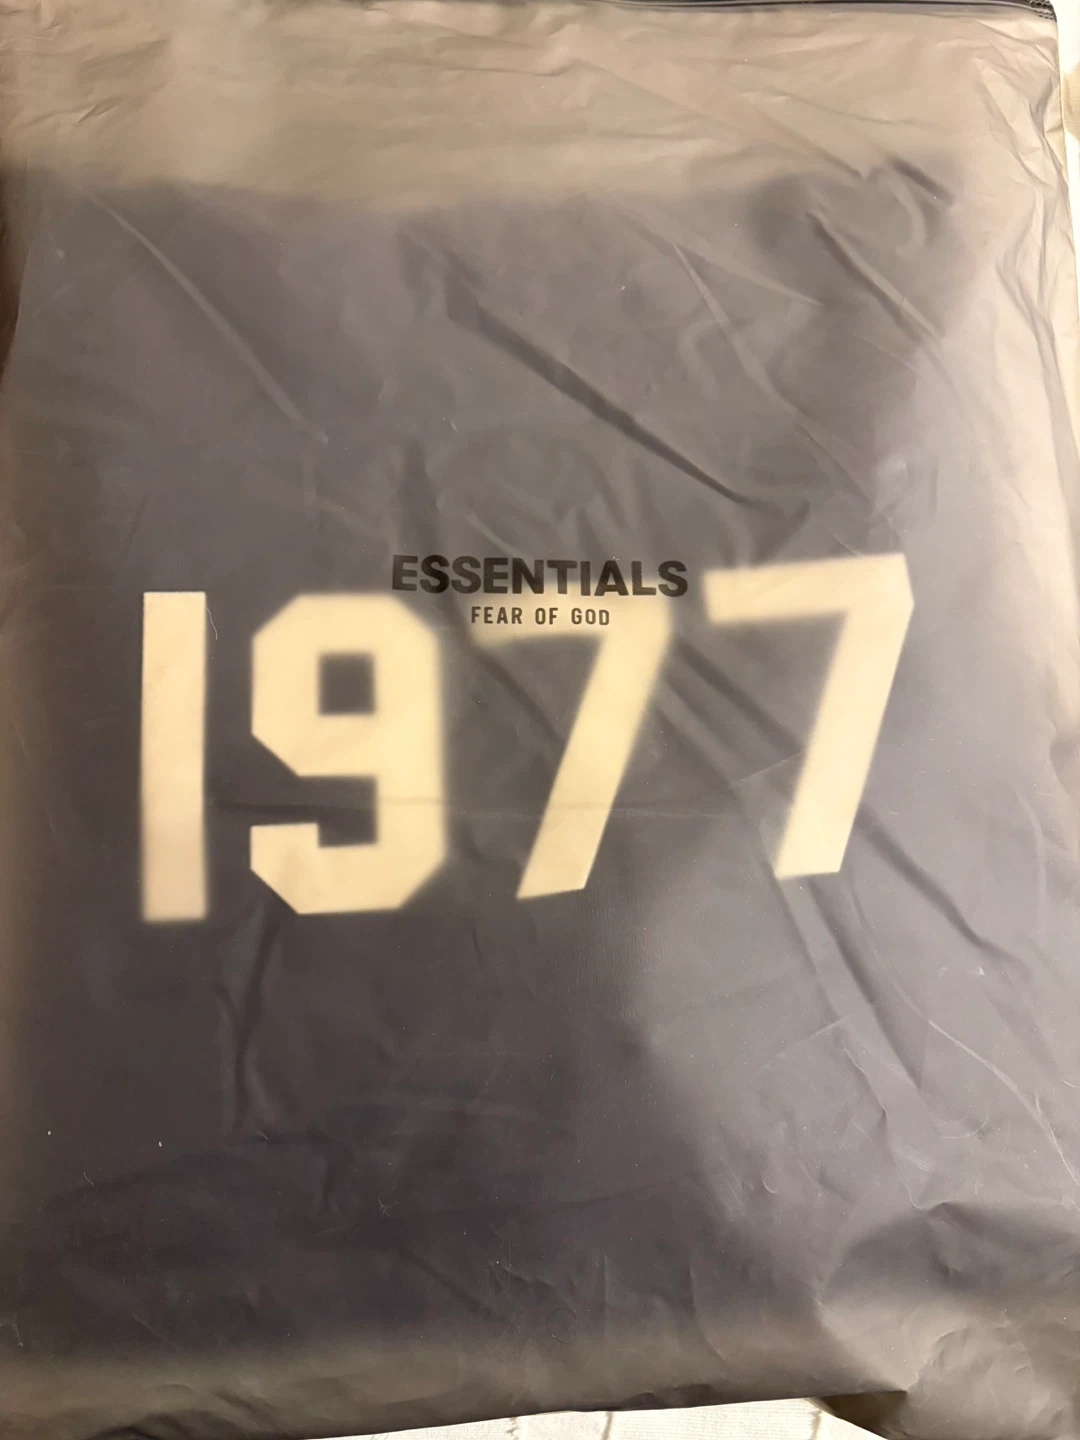 ESSENTIALS
FEAR OF GOD
1977